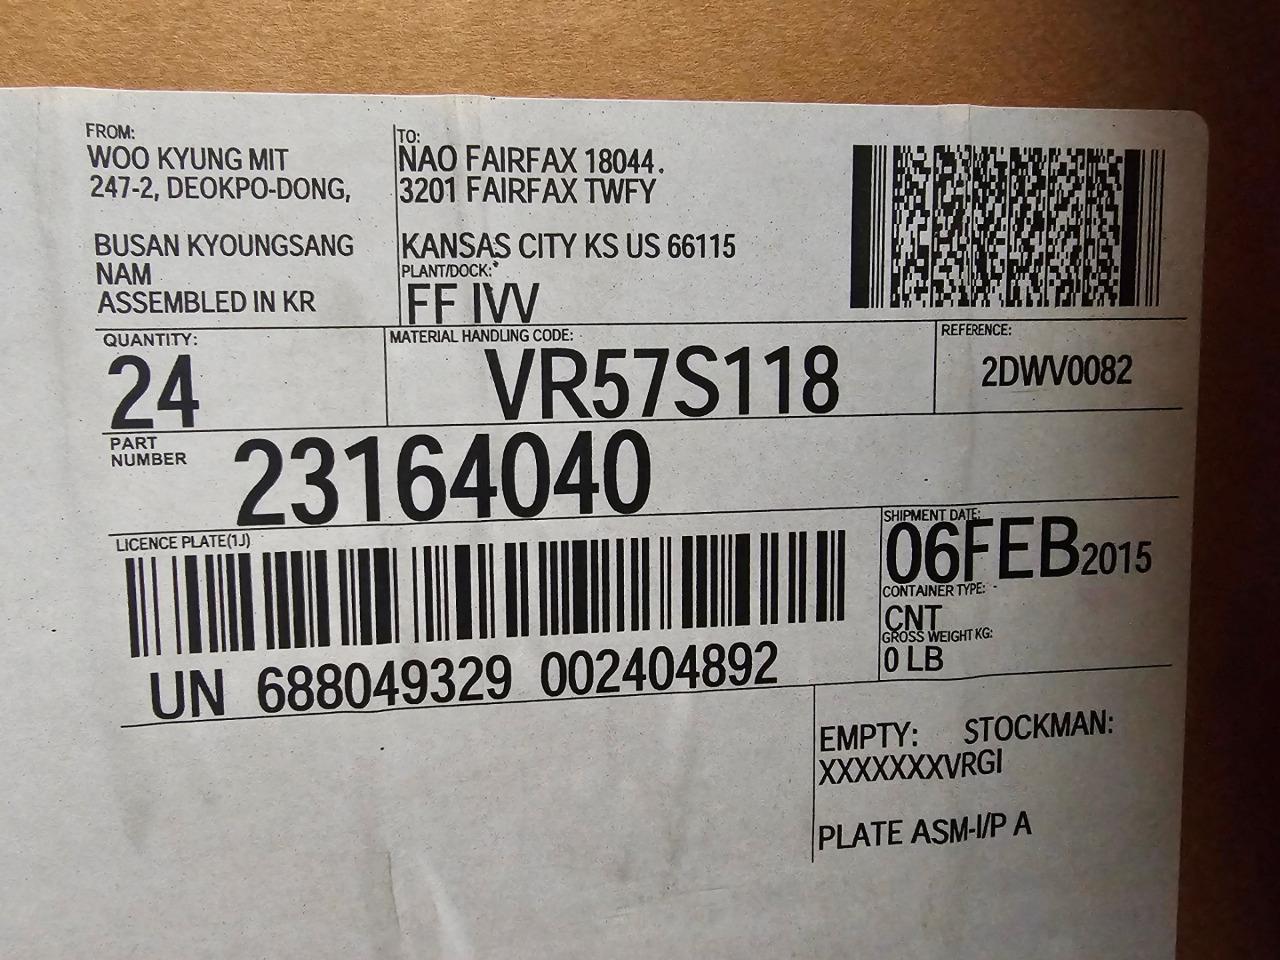 FROM:
WOO KYUNG MIT
247-2, DEOKPO-DONG,
BUSAN KYOUNGSANG
NAM
ASSEMBLED IN KR
TO:
NAO FAIRFAX 18044.
3201 FAIRFAX TWFY
KANSAS CITY KS US 66115
PLANT/DOCK:
FF IVV
QUANTITY:
24
MATERIAL HANDLING CODE:
VR57S118
REFERENCE:
2DWV0082
PART
NUMBER
23164040
LICENCE PLATE(1J)
UN 688049329 002404892
SHIPMENT DATE:
06FEB2015
CONTAINER TYPE:
CNT
GROSS WEIGHT KG:
0 LB
EMPTY: STOCKMAN:
XXXXXXXVRGI
PLATE ASM-I/P A